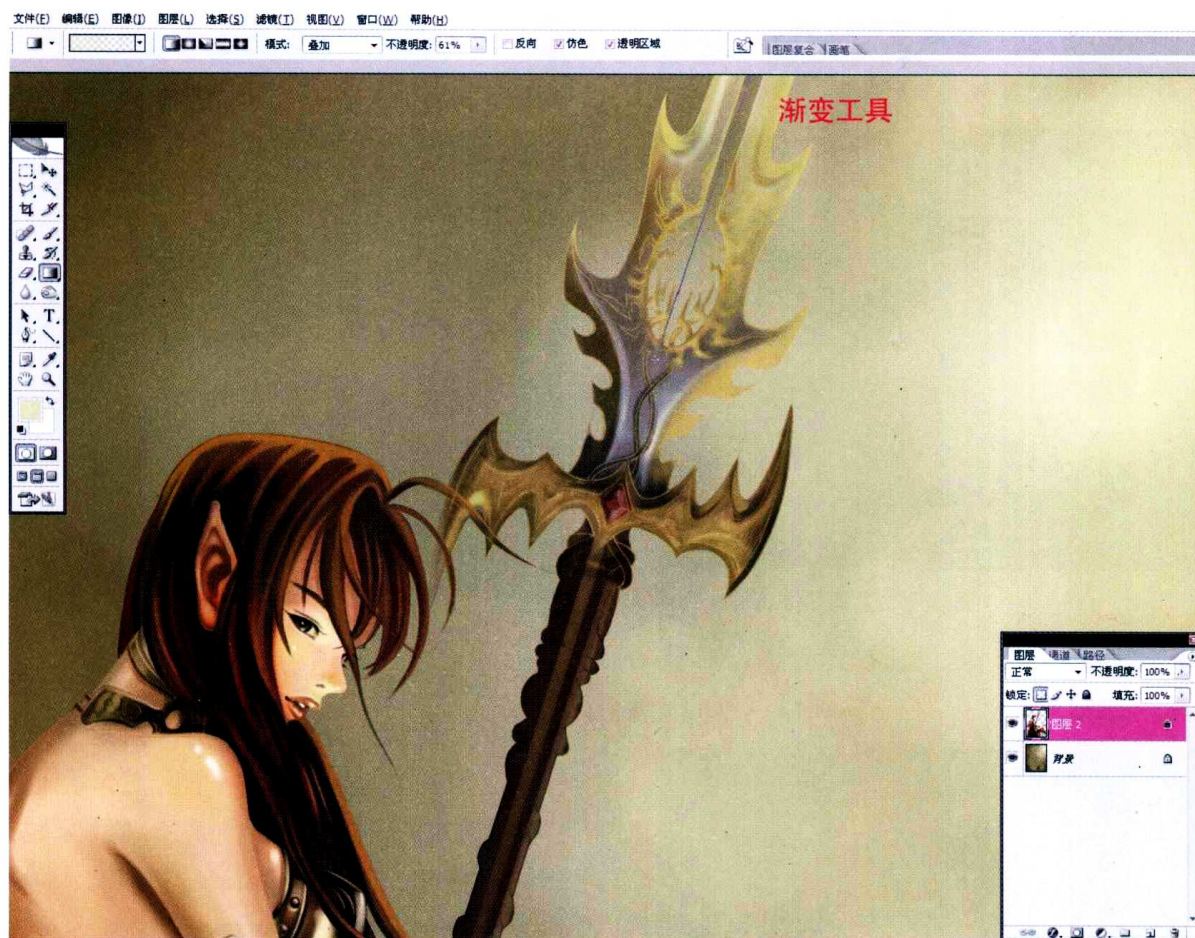 文件(F) 编辑(E) 图像(I) 图层(L) 选择(S) 滤镜(T) 视图(V) 窗口(W) 帮助(H)
模式: 叠加 不透明度: 61% 反向 仿色 透明区域 图层复合 画笔
渐变工具
T
图层 通道 路径
正常 不透明度: 100%
锁定: 填充: 100%
图层 2
背景